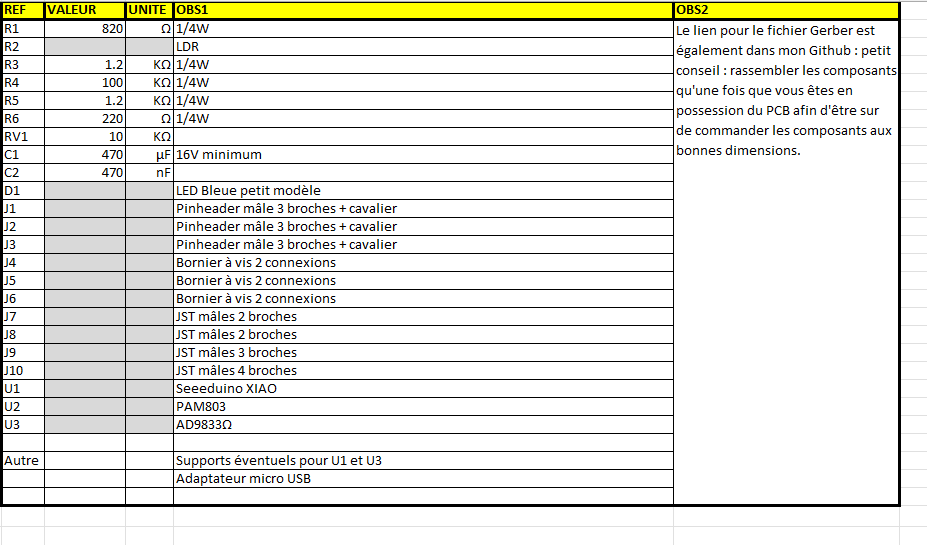 REF VALEUR UNITE OBS1 OBS2
R1 820 Ω 1/4W
R2 LDR
R3 1.2 KΩ 1/4W
R4 100 KΩ 1/4W
R5 1.2 KΩ 1/4W
R6 220 Ω 1/4W
RV1 10 KΩ
C1 470 µF 16V minimum
C2 470 nF
D1 LED Bleue petit modèle
J1 Pinheader mâle 3 broches + cavalier
J2 Pinheader mâle 3 broches + cavalier
J3 Pinheader mâle 3 broches + cavalier
J4 Bornier à vis 2 connexions
J5 Bornier à vis 2 connexions
J6 Bornier à vis 2 connexions
J7 JST mâles 2 broches
J8 JST mâles 2 broches
J9 JST mâles 3 broches
J10 JST mâles 4 broches
U1 Seeeduino XIAO
U2 PAM803
U3 AD9833Ω
Autre Supports éventuels pour U1 et U3
Adaptateur micro USB
Le lien pour le fichier Gerber est
également dans mon Github : petit
conseil : rassembler les composants
qu'une fois que vous êtes en
possession du PCB afin d'être sur
de commander les composants aux
bonnes dimensions.